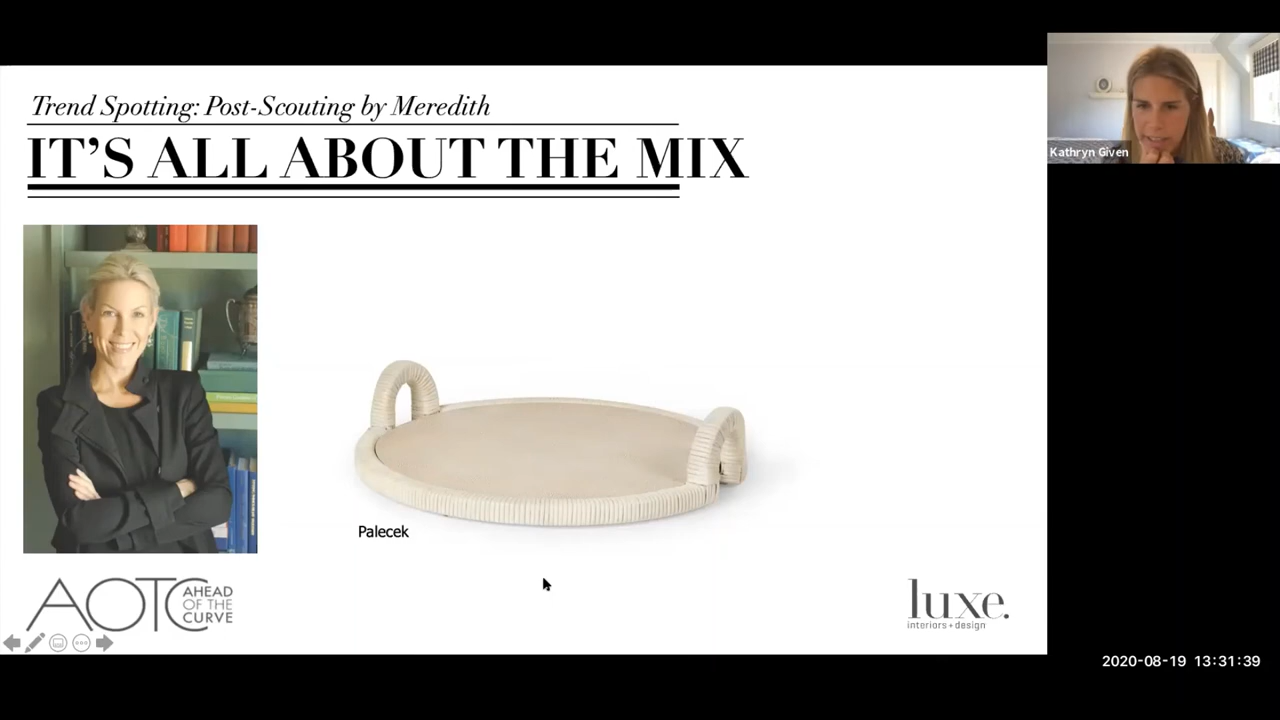 Trend Spotting: Post-Scouting by Meredith
IT'S ALL ABOUT THE MIX
Kathryn Given
Palecek
AOTC AHEAD
OF THE
CURVE
luxe.
interiors+design
2020-08-19 13:31:39